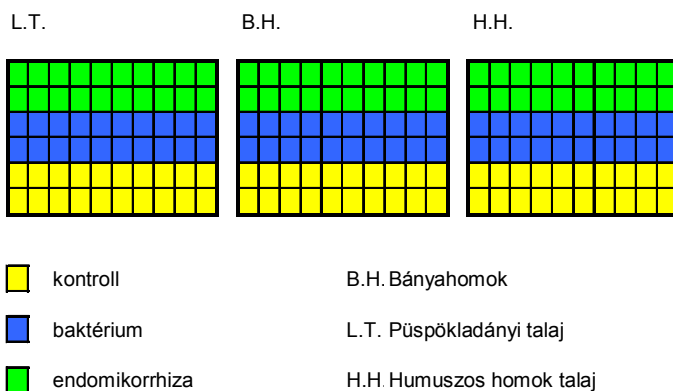 L.T. B.H. H.H.
kontroll B.H. Bányahomok
baktérium L.T. Püspökladányi talaj
endomikorrhiza H.H. Humuszos homok talaj